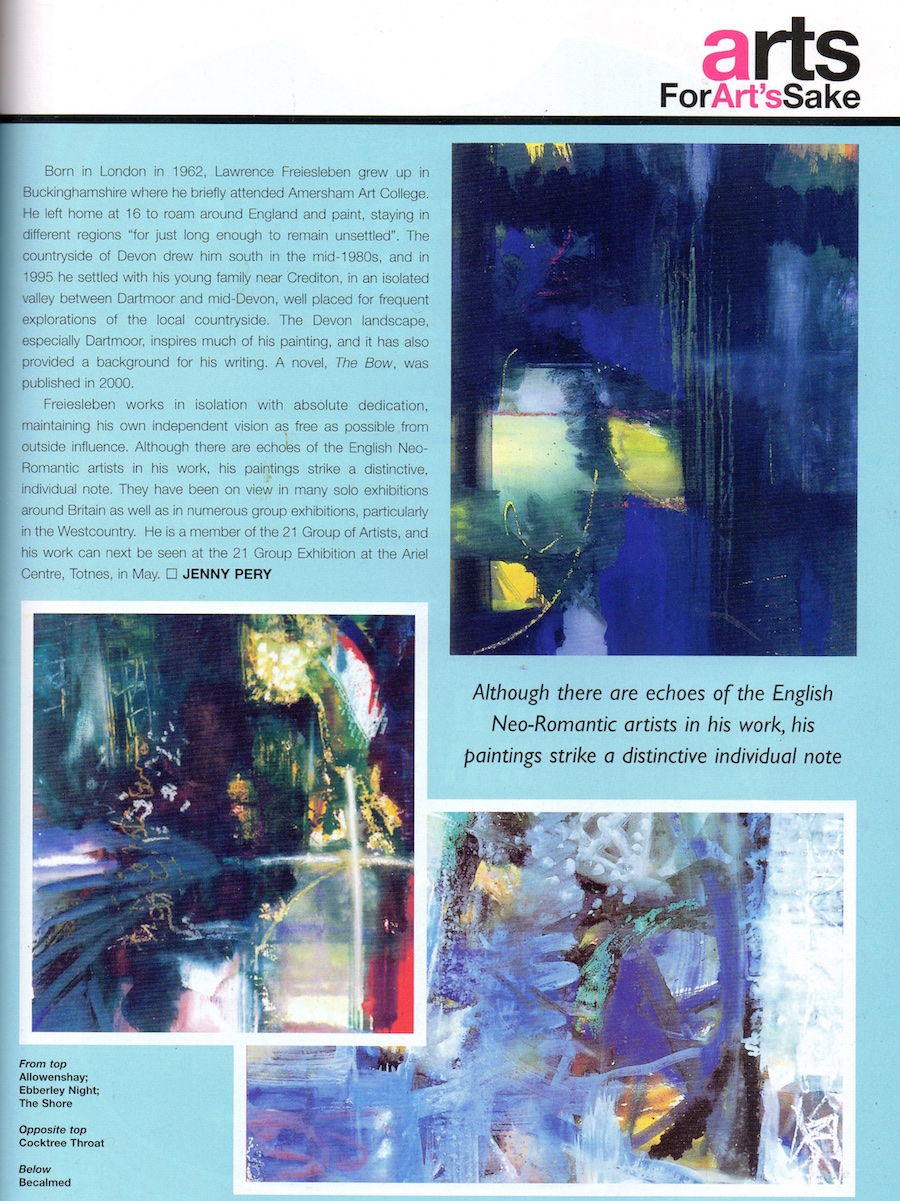 arts
ForArt'sSake
Born in London in 1962, Lawrence Freiesleben grew up in
Buckinghamshire where he briefly attended Amersham Art College.
He left home at 16 to roam around England and paint, staying in
different regions “for just long enough to remain unsettled”. The
countryside of Devon drew him south in the mid-1980s, and in
1995 he settled with his young family near Crediton, in an isolated
valley between Dartmoor and mid-Devon, well placed for frequent
explorations of the local countryside. The Devon landscape,
especially Dartmoor, inspires much of his painting, and it has also
provided a background for his writing. A novel, The Bow, was
published in 2000.
Freiesleben works in isolation with absolute dedication,
maintaining his own independent vision as free as possible from
outside influence. Although there are echoes of the English Neo-
Romantic artists in his work, his paintings strike a distinctive,
individual note. They have been on view in many solo exhibitions
around Britain as well as in numerous group exhibitions, particularly
in the Westcountry. He is a member of the 21 Group of Artists, and
his work can next be seen at the 21 Group Exhibition at the Ariel
Centre, Totnes, in May. □ JENNY PERY
Although there are echoes of the English
Neo-Romantic artists in his work, his
paintings strike a distinctive individual note
From top
Allowenshay;
Ebberley Night;
The Shore
Opposite top
Cocktree Throat
Below
Becalmed